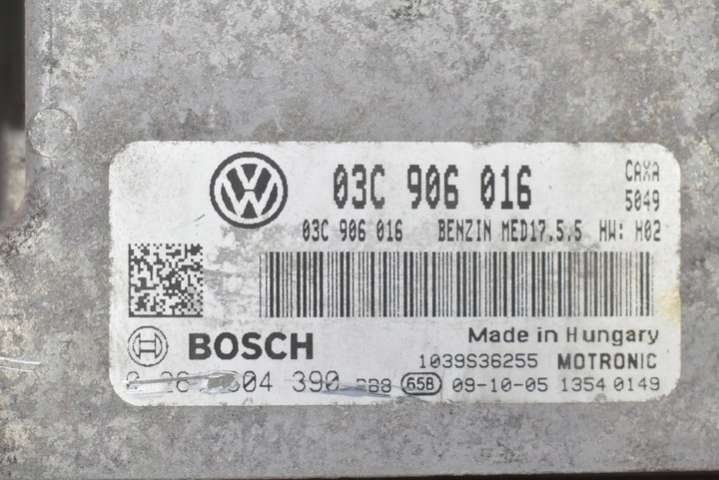 03C 906 016 CAXA
5049
03C 906 016 BENZIN MED17.5.5 HW: H02
BOSCH Made in Hungary
1039S36255 MOTRONIC
390 658 09-10-05 1354 0149